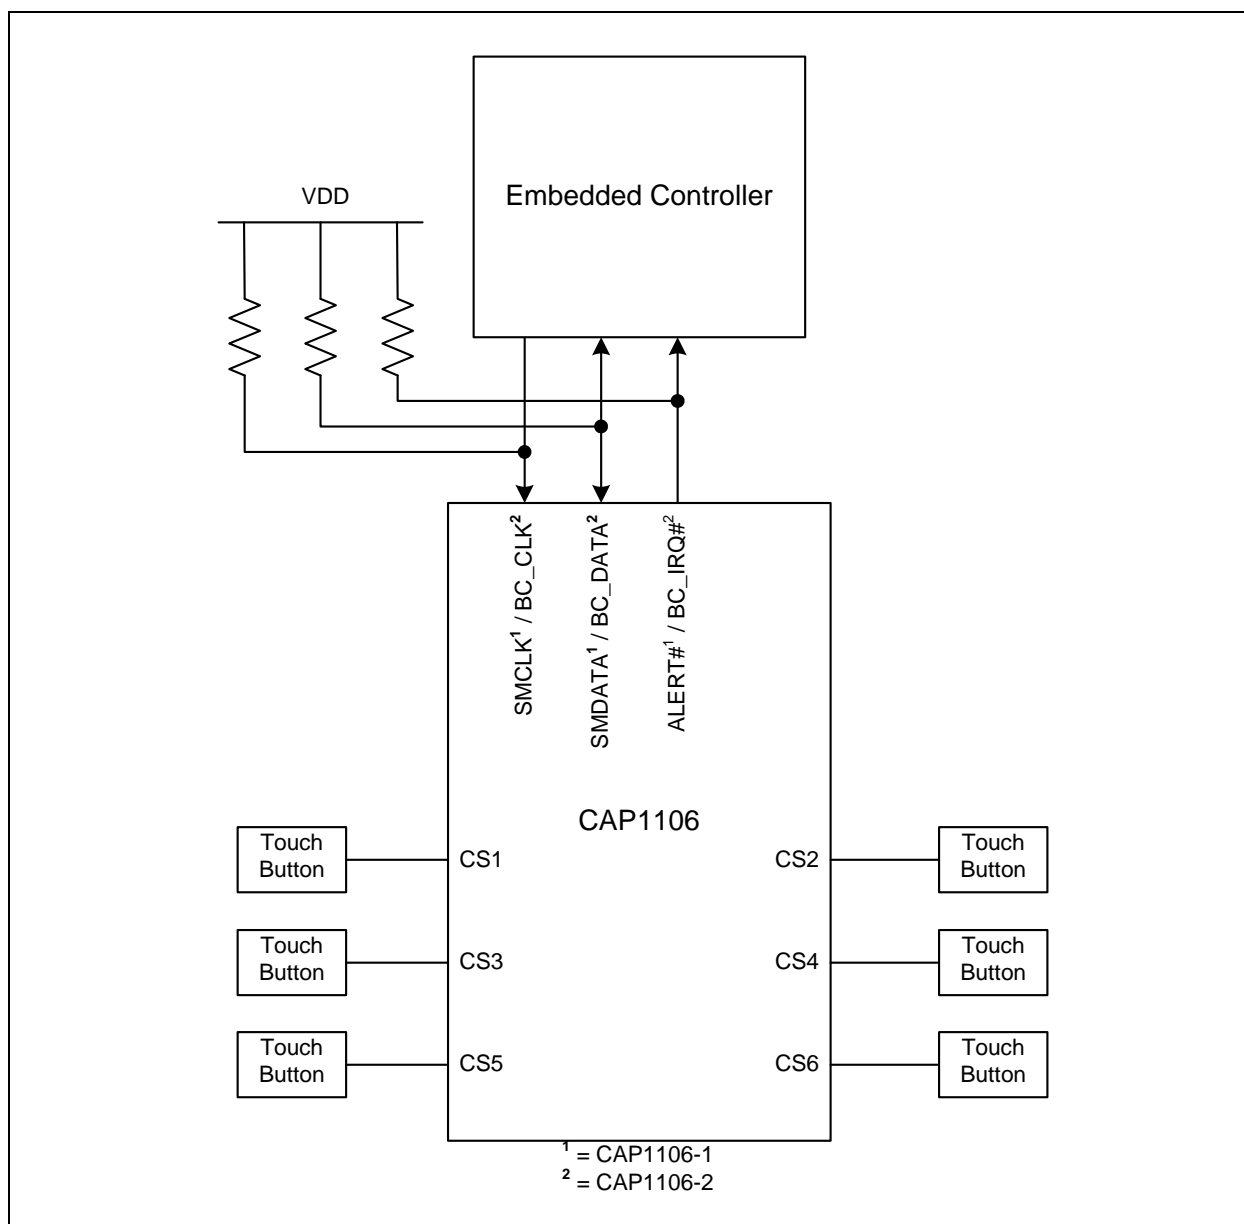 Embedded Controller
VDD
SMCLK¹ / BC_CLK²
SMDATA¹ / BC_DATA²
ALERT#¹ / BC_IRQ#²
CAP1106
Touch
Button
CS1
CS2
Touch
Button
Touch
Button
CS3
CS4
Touch
Button
Touch
Button
CS5
CS6
Touch
Button
¹ = CAP1106-1
² = CAP1106-2